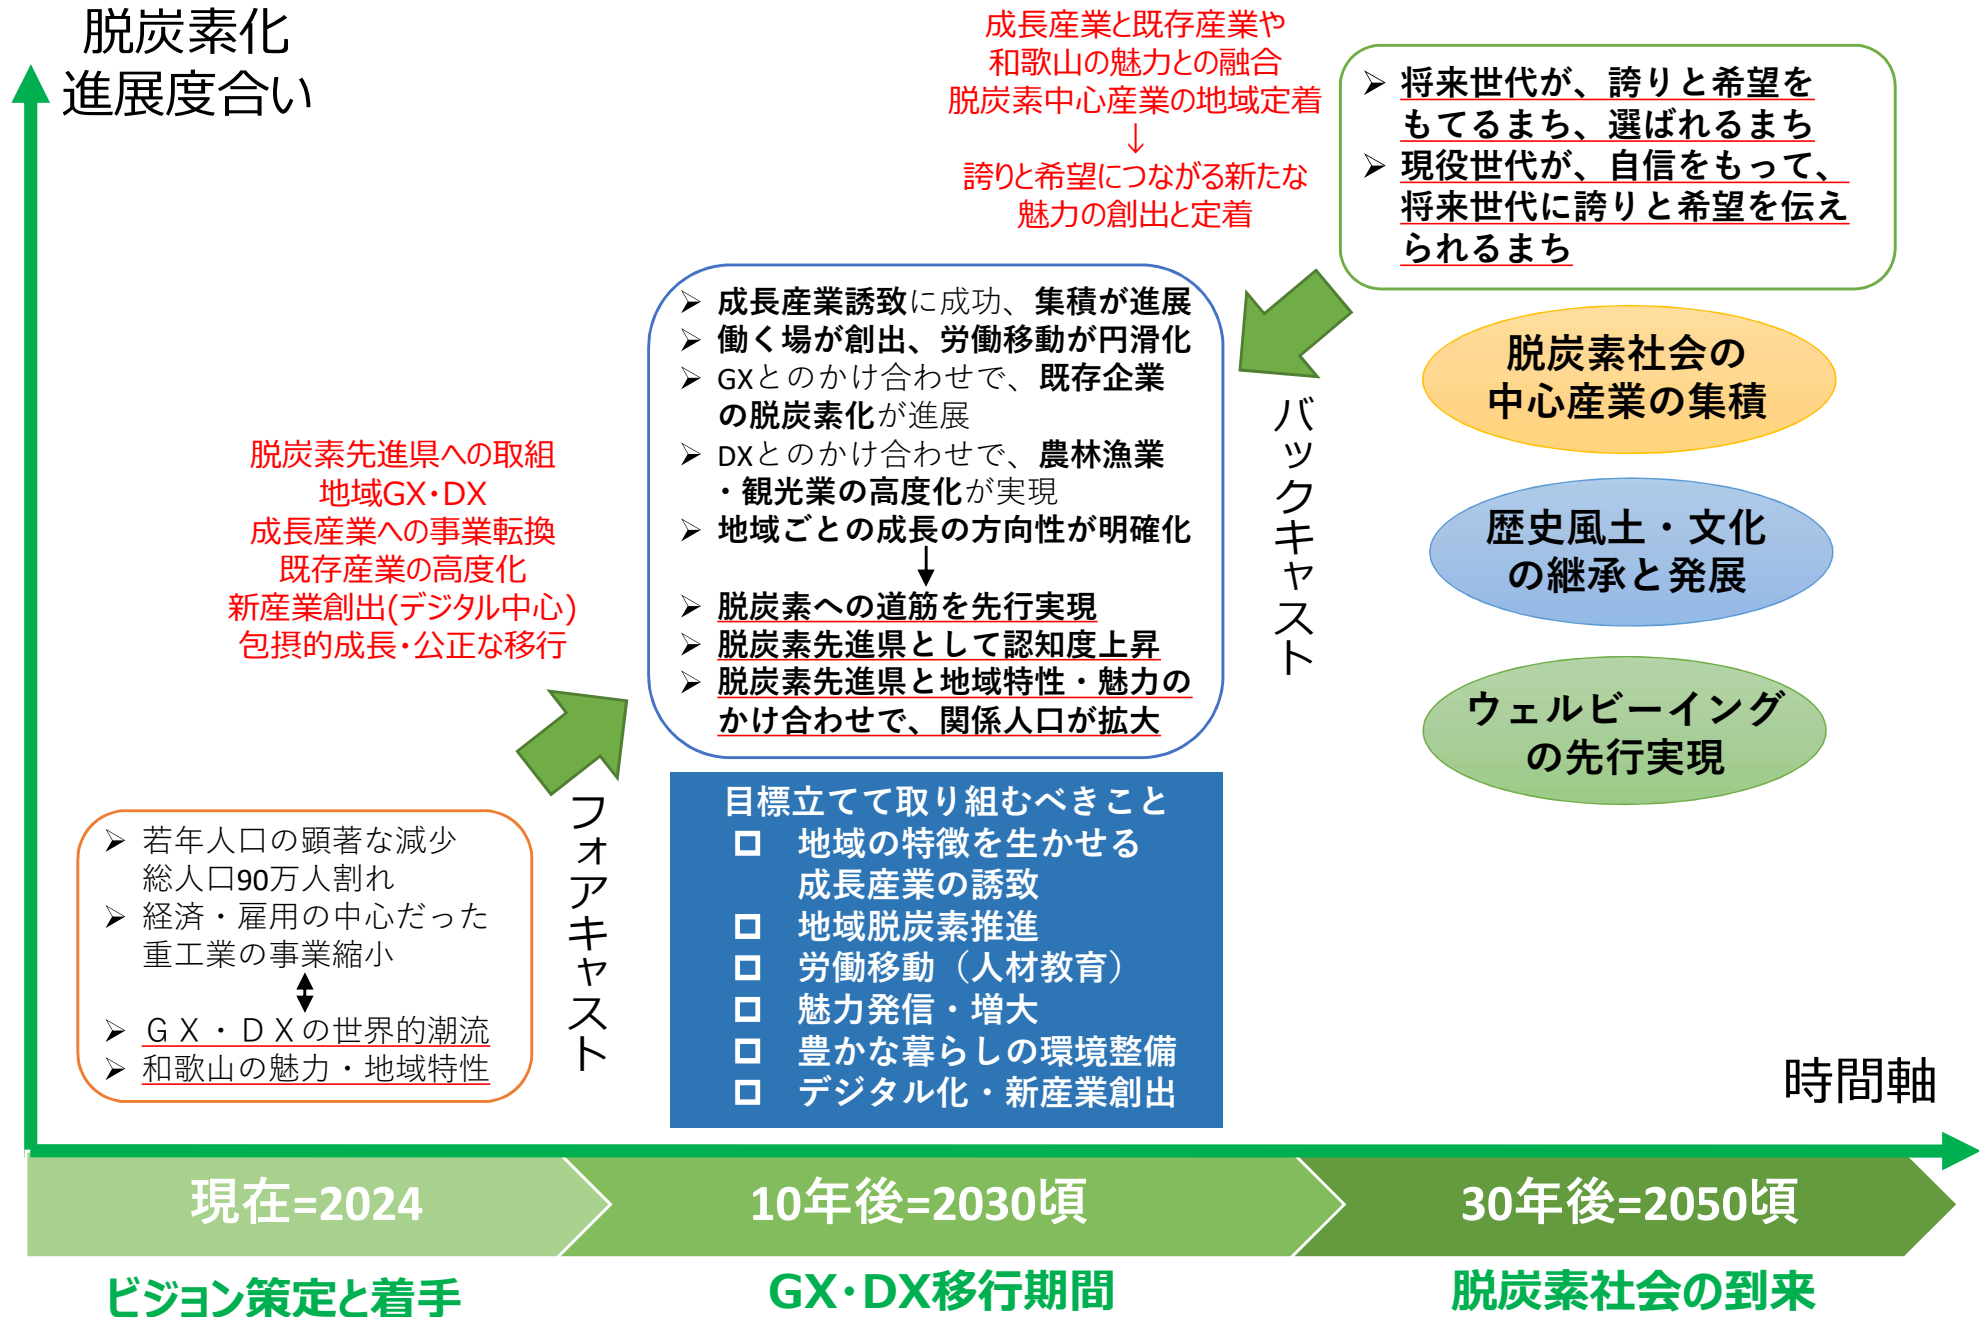 脱炭素化
進展度合い
成長産業と既存産業や
和歌山の魅力との融合
脱炭素中心産業の地域定着
↓
誇りと希望につながる新たな
魅力の創出と定着
➢ 将来世代が、誇りと希望を
もてるまち、選ばれるまち
➢ 現役世代が、自信をもって、
将来世代に誇りと希望を伝え
られるまち
バックキャスト
脱炭素社会の
中心産業の集積
歴史風土・文化
の継承と発展
ウェルビーイング
の先行実現
➢ 成長産業誘致に成功、集積が進展
➢ 働く場が創出、労働移動が円滑化
➢ GXとのかけ合わせで、既存企業
の脱炭素化が進展
➢ DXとのかけ合わせで、農林漁業
・観光業の高度化が実現
➢ 地域ごとの成長の方向性が明確化
➢ 脱炭素への道筋を先行実現
➢ 脱炭素先進県として認知度上昇
➢ 脱炭素先進県と地域特性・魅力の
かけ合わせで、関係人口が拡大
脱炭素先進県への取組
地域GX・DX
成長産業への事業転換
既存産業の高度化
新産業創出(デジタル中心)
包摂的成長・公正な移行
フォアキャスト
➢ 若年人口の顕著な減少
総人口90万人割れ
➢ 経済・雇用の中心だった
重工業の事業縮小
➢ ＧＸ・ＤＸの世界的潮流
➢ 和歌山の魅力・地域特性
目標立てて取り組むべきこと
□ 地域の特徴を生かせる
成長産業の誘致
□ 地域脱炭素推進
□ 労働移動（人材教育）
□ 魅力発信・増大
□ 豊かな暮らしの環境整備
□ デジタル化・新産業創出
時間軸
現在=2024
10年後=2030頃
30年後=2050頃
ビジョン策定と着手
GX・DX移行期間
脱炭素社会の到来